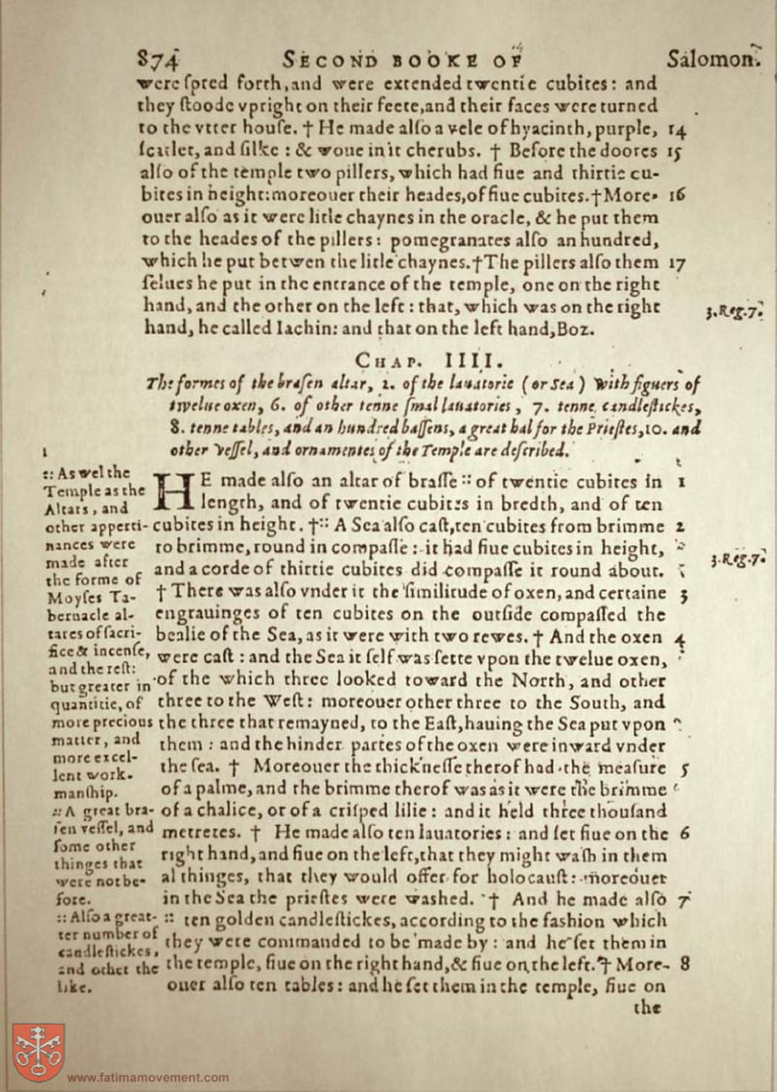 874 SECOND BOOKE OF Salomon.
were ſpred forth, and were extended twentie cubites: and
they ſtoode vpright on their feete, and their faces were turned
to the vtter houſe. † He made alſo a vele of hyacinth, purple, 14
ſcarlet, and ſilke : & woue in it cherubs. † Before the doores 15
alſo of the temple two pillers, which had fiue and thirtie cu-
bites in height: moreouer their heades, of fiue cubites. † More- 16
ouer alſo as it were litle chaynes in the oracle, & he put them
to the heades of the pillers: pomegranates alſo an hundred,
which he put betwen the litle chaynes. † The pillers alſo them 17
ſelues he put in the entrance of the temple, one on the right
hand, and the other on the left : that, which was on the right
hand, he called Iachin: and that on the left hand, Boz.
3. Reg. 7.
CHAP. IIII.
The formes of the braſen altar, 2. of the lauatorie (or Sea) with figuers of
twelue oxen, 6. of other tenne ſmal lauatories, 7. tenne candleſtickes,
8. tenne tables, and an hundred baſſens, a great hal for the Prieſtes, 10. and
other veſſel, and ornamentes of the Temple are deſcribed.
HE made alſo an altar of braſſe :: of twentie cubites in 1
length, and of twentie cubites in bredth, and of ten
cubites in height. † :: A Sea alſo caſt, ten cubites from brimme 2
to brimme, round in compaſſe : it had fiue cubites in height,
and a corde of thirtie cubites did compaſſe it round about.
† There was alſo vnder it the ſimilitude of oxen, and certaine 3
engrauinges of ten cubites on the outſide compaſſed the
bealie of the Sea, as it were with two rewes. † And the oxen 4
were caſt : and the Sea it ſelf was ſette vpon the twelue oxen,
of the which three looked toward the North, and other
three to the Weſt: moreouer other three to the South, and
the three that remayned, to the Eaſt, hauing the Sea put vpon
them : and the hinder partes of the oxen were inward vnder
the ſea. † Moreouer the thickneſſe therof had the meaſure 5
of a palme, and the brimme therof was as it were the brimme
of a chalice, or of a criſped lilie : and it held three thouſand
metretes. † He made alſo ten lauatories : and ſet fiue on the 6
right hand, and fiue on the left, that they might waſh in them
al thinges, that they would offer for holocauſt: moreouer
in the Sea the prieſtes were waſhed. † And he made alſo 7
:: ten golden candleſtickes, according to the faſhion which
they were commanded to be made by : and he ſet them in
the temple, fiue on the right hand, & fiue on the left. † More- 8
ouer alſo ten tables : and he ſet them in the temple, fiue on
the
3. Reg. 7.
:: As wel the
Temple as the
Altars, and
other apperti-
nances were
made after
the forme of
Moyſes Ta-
bernacle al-
tares of ſacri-
fice & incenſe,
and the reſt:
but greater in
quantitie, of
more precious
matter, and
more excel-
lent work-
manſhip.
:: A great bra-
ſen veſſel, and
ſome other
thinges that
were not be-
fore.
:: Alſo a great-
ter number of
candleſtickes,
and other the
like.
www.fatimamovement.com